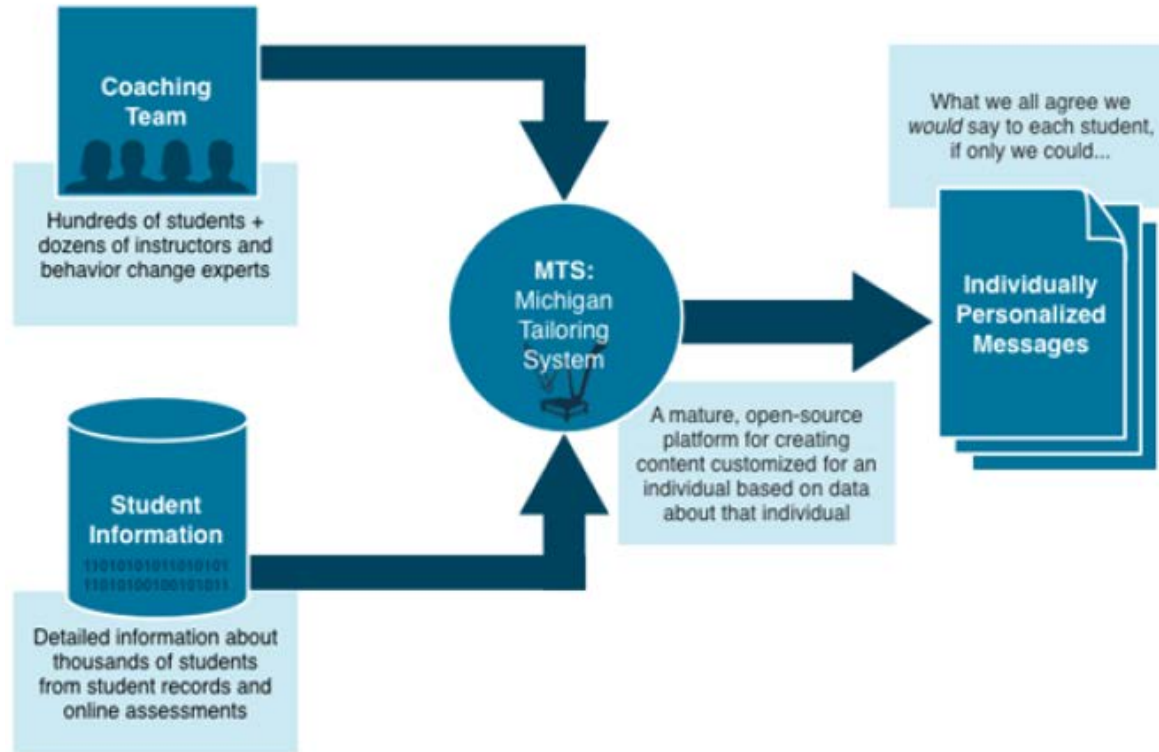 Coaching
Team
Hundreds of students +
dozens of instructors and
behavior change experts
What we all agree we
would say to each student,
if only we could...
MTS:
Michigan
Tailoring
System
Individually
Personalized
Messages
A mature, open-source
platform for creating
content customized for an
individual based on data
about that individual
Student
Information
11010101011010101
11010100100101011
Detailed information about
thousands of students
from student records and
online assessments